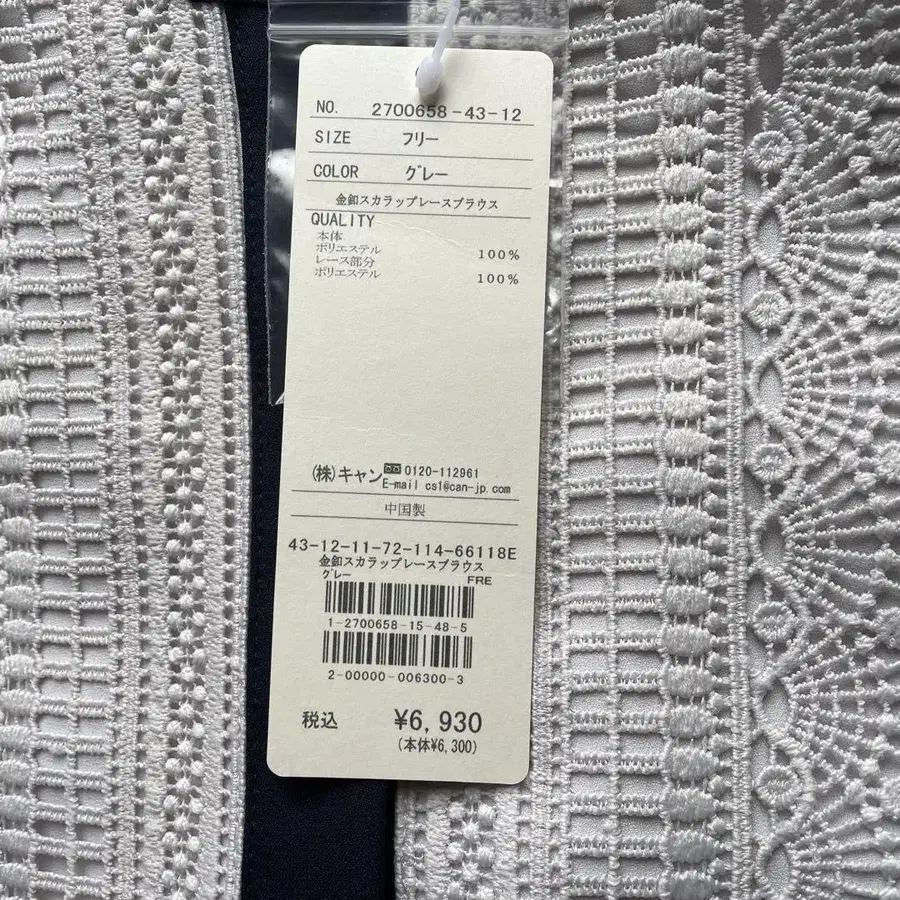 NO. 2700658-43-12
SIZE フリー
COLOR グレー
金釦スカラップレースブラウス
QUALITY
本体
ポリエステル 100%
レース部分
ポリエステル 100%
(株)キャン 0120-112961
E-mail cs1@can-jp.com
中国製
43-12-11-72-114-66118E
金釦スカラップレースブラウス
グレー FRE
1-2700658-15-48-5
2-00000-006300-3
税込 ¥6,930
(本体¥6,300)